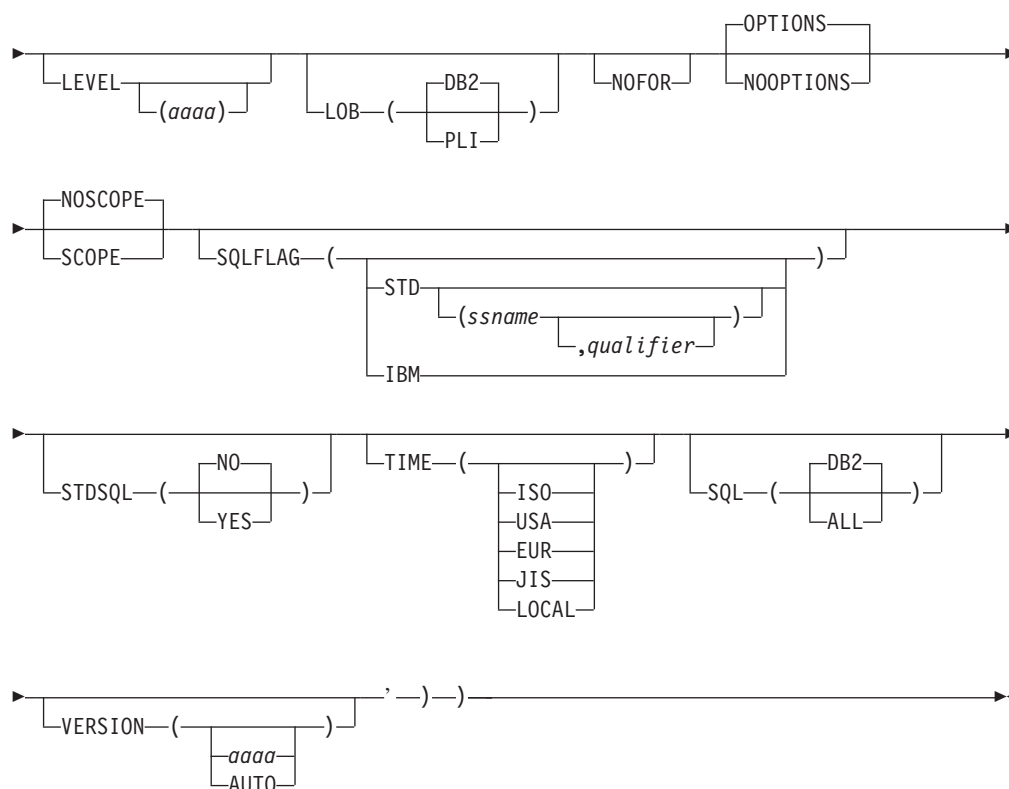 OPTIONS
LEVEL LOB ( DB2 ) NOFOR NOOPTIONS
(aaaa) PLI
NOSCOPE
SCOPE SQLFLAG ( )
STD
(ssname )
,qualifier
IBM
NO TIME ( ) DB2
STDSQL ( ) ISO SQL ( )
YES USA ALL
EUR
JIS
LOCAL
' ) )
VERSION ( )
aaaa
AUTO